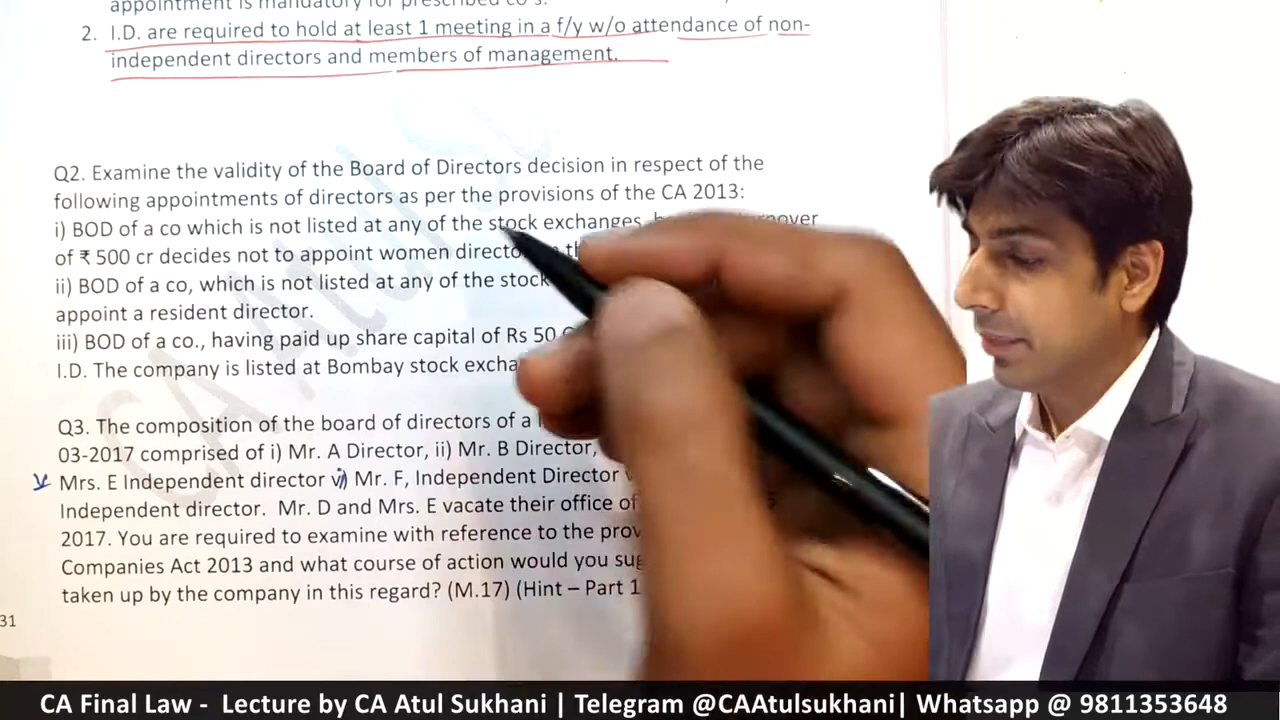 appointment is mandatory for prescribed co's.
2. I.D. are required to hold at least 1 meeting in a f/y w/o attendance of non-
independent directors and members of management.
Q2. Examine the validity of the Board of Directors decision in respect of the
following appointments of directors as per the provisions of the CA 2013:
i) BOD of a co which is not listed at any of the stock exchanges,
of ₹ 500 cr decides not to appoint women
ii) BOD of a co, which is not listed at any of the stock
appoint a resident director.
iii) BOD of a co., having paid up share capital of Rs 50
I.D. The company is listed at Bombay stock
Q3. The composition of the board of directors of a
03-2017 comprised of i) Mr. A Director, ii) Mr. B Director,
v Mrs. E Independent director vi) Mr. F, Independent Director
Independent director. Mr. D and Mrs. E vacate their office of
2017. You are required to examine with reference to the
Companies Act 2013 and what course of action would you
taken up by the company in this regard? (M.17) (Hint – Part 1
31
CA Atul S
CA Final Law - Lecture by CA Atul Sukhani | Telegram @CAAtulsukhani| Whatsapp @ 9811353648